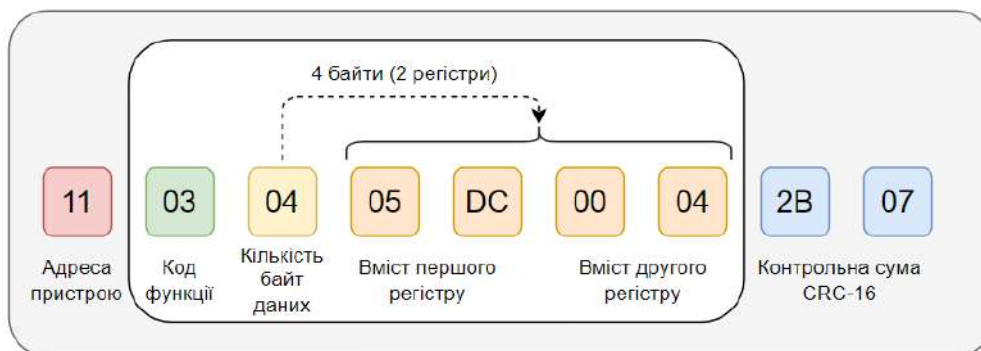 4 байти (2 регістри)
11 03 04 05 DC 00 04 2B 07
Адреса пристрою
Код функції
Кількість байт даних
Вміст першого регістру
Вміст другого регістру
Контрольна сума CRC-16